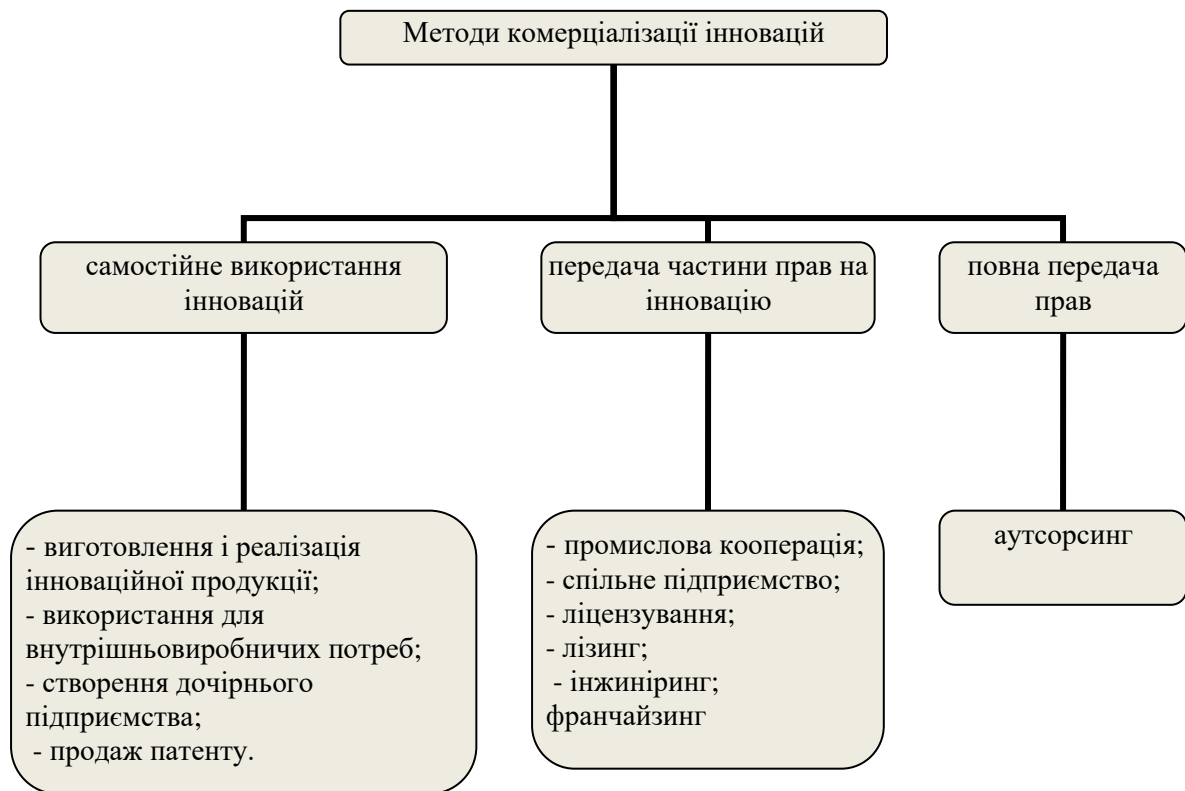 Методи комерціалізації інновацій
самостійне використання
інновацій
передача частини прав на
інновацію
повна передача
прав
- виготовлення і реалізація
інноваційної продукції;
- використання для
внутрішньовиробничих потреб;
- створення дочірнього
підприємства;
- продаж патенту.
- промислова кооперація;
- спільне підприємство;
- ліцензування;
- лізинг;
- інжиніринг;
франчайзинг
аутсорсинг